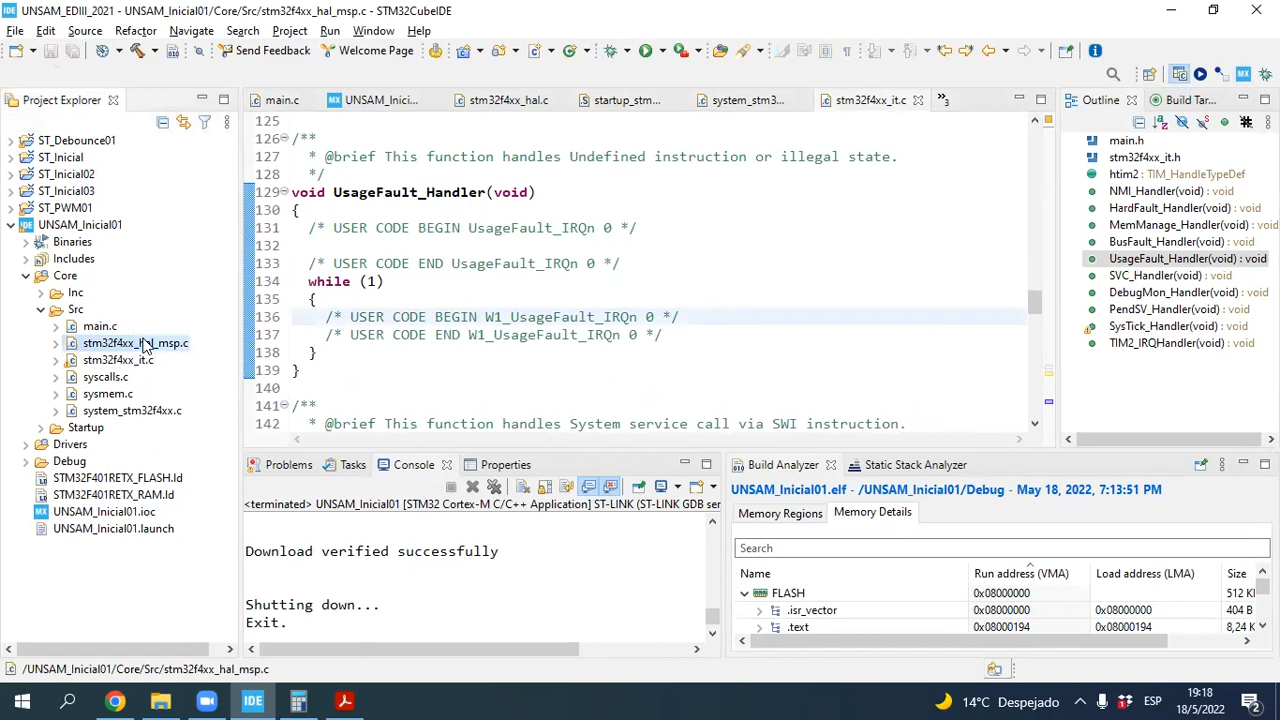 UNSAM_EDIII_2021 - UNSAM_Inicial01/Core/Src/stm32f4xx_hal_msp.c - STM32CubeIDE
File Edit Source Refactor Navigate Search Project Run Window Help
Send Feedback Welcome Page
Project Explorer
ST_Debounce01
ST_Inicial
ST_Inicial02
ST_Inicial03
ST_PWM01
UNSAM_Inicial01
Binaries
Includes
Core
Inc
Src
main.c
stm32f4xx_hal_msp.c
stm32f4xx_it.c
syscalls.c
sysmem.c
system_stm32f4xx.c
Startup
Drivers
Debug
STM32F401RETX_FLASH.ld
STM32F401RETX_RAM.ld
UNSAM_Inicial01.ioc
UNSAM_Inicial01.launch
main.c UNSAM_Inici... stm32f4xx_hal.c startup_stm... system_stm3... stm32f4xx_it.c »3
125
126 /**
127 * @brief This function handles Undefined instruction or illegal state.
128 */
129 void UsageFault_Handler(void)
130 {
131 /* USER CODE BEGIN UsageFault_IRQn 0 */
132
133 /* USER CODE END UsageFault_IRQn 0 */
134 while (1)
135 {
136 /* USER CODE BEGIN W1_UsageFault_IRQn 0 */
137 /* USER CODE END W1_UsageFault_IRQn 0 */
138 }
139 }
140
141 /**
142 * @brief This function handles System service call via SWI instruction.
Outline Build Tar...
main.h
stm32f4xx_it.h
htim2 : TIM_HandleTypeDef
NMI_Handler(void) : void
HardFault_Handler(void) : void
MemManage_Handler(void) : void
BusFault_Handler(void) : void
UsageFault_Handler(void) : void
SVC_Handler(void) : void
DebugMon_Handler(void) : void
PendSV_Handler(void) : void
SysTick_Handler(void) : void
TIM2_IRQHandler(void) : void
Problems Tasks Console Properties
<terminated> UNSAM_Inicial01 [STM32 Cortex-M C/C++ Application] ST-LINK (ST-LINK GDB ser
Download verified successfully
Shutting down...
Exit.
Build Analyzer Static Stack Analyzer
UNSAM_Inicial01.elf - /UNSAM_Inicial01/Debug - May 18, 2022, 7:13:51 PM
Memory Regions Memory Details
Search
Name Run address (VMA) Load address (LMA) Size
FLASH 0x08000000 512 K
.isr_vector 0x08000000 0x08000000 404 B
.text 0x08000194 0x08000194 8,24 K
/UNSAM_Inicial01/Core/Src/stm32f4xx_hal_msp.c
IDE 14°C Despejado ESP 19:18
18/5/2022 2